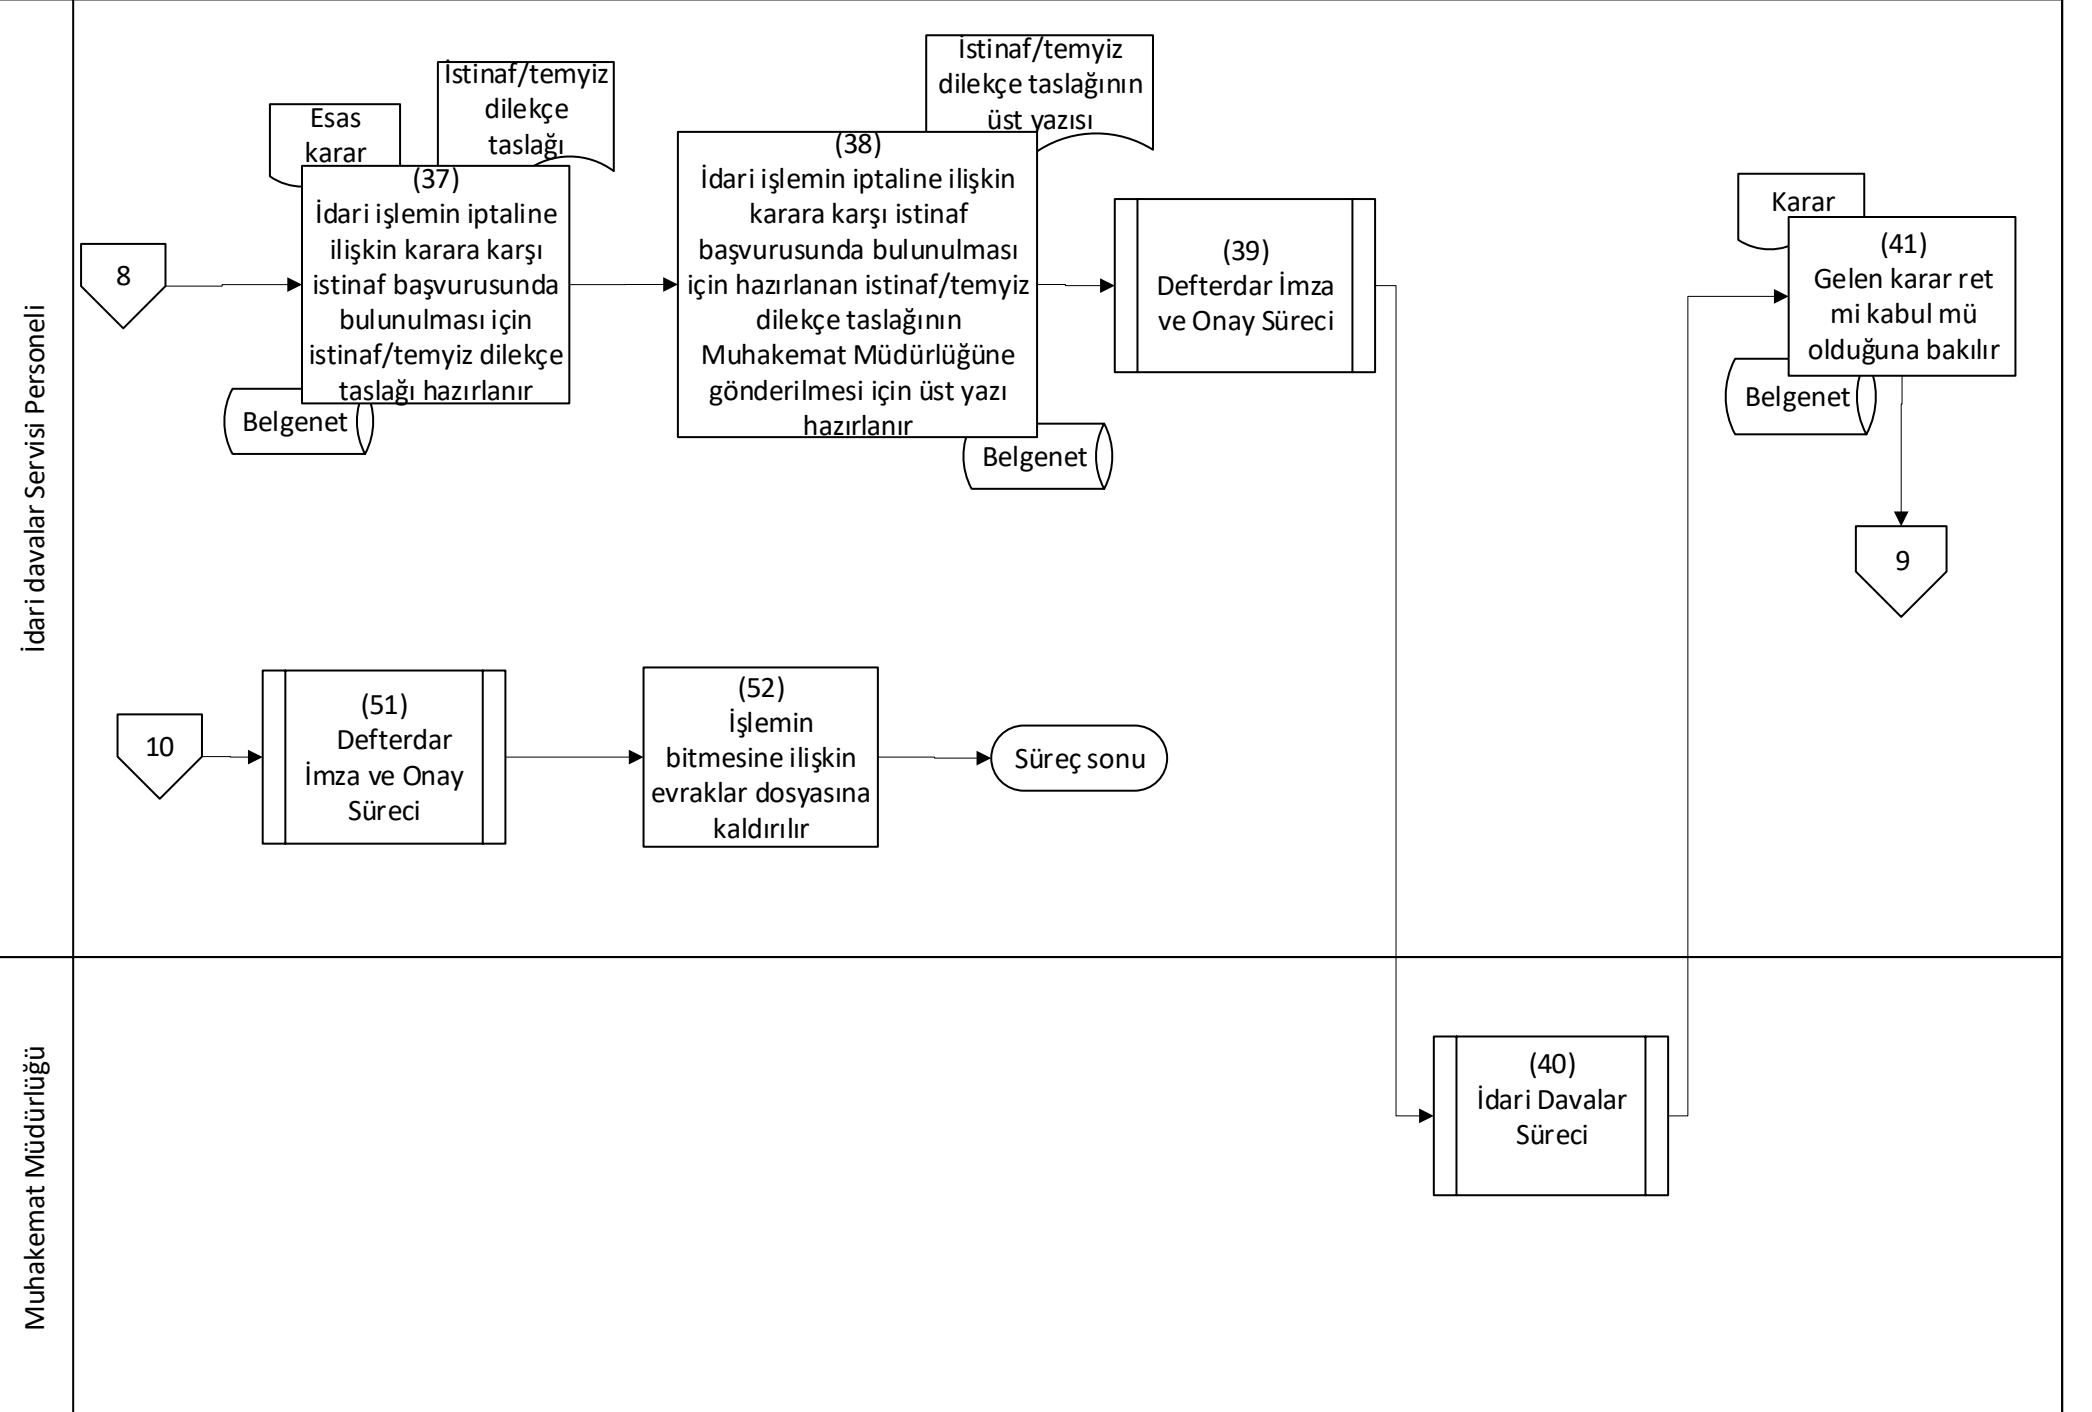 İdari davalar Servisi Personeli
8
Esas
karar
İstinaf/temyiz
dilekçe
taslağı
(37)
İdari işlemin iptaline
ilişkin karara karşı
istinaf başvurusunda
bulunulması için
istinaf/temyiz dilekçe
taslağı hazırlanır
Belgenet
İstinaf/temyiz
dilekçe taslağının
üst yazısı
(38)
İdari işlemin iptaline ilişkin
karara karşı istinaf
başvurusunda bulunulması
için hazırlanan istinaf/temyiz
dilekçe taslağının
Muhakemat Müdürlüğüne
gönderilmesi için üst yazı
hazırlanır
Belgenet
(39)
Defterdar İmza
ve Onay Süreci
Karar
(41)
Gelen karar ret
mi kabul mü
olduğuna bakılır
Belgenet
9
10
(51)
Defterdar
İmza ve Onay
Süreci
(52)
İşlemin
bitmesine ilişkin
evraklar dosyasına
kaldırılır
Süreç sonu
Muhakemat Müdürlüğü
(40)
İdari Davalar
Süreci